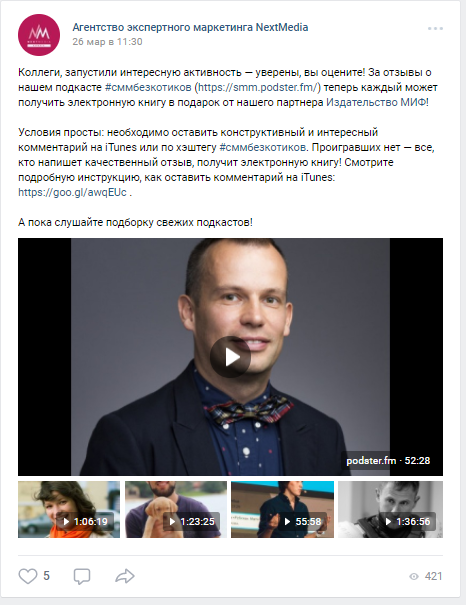 Агентство экспертного маркетинга NextMedia
26 мар в 11:30
Коллеги, запустили интересную активность — уверены, вы оцените! За отзывы о
нашем подкасте #сммбезкотиков (https://smm.podster.fm/) теперь каждый может
получить электронную книгу в подарок от нашего партнера Издательство МИФ!
Условия просты: необходимо оставить конструктивный и интересный
комментарий на iTunes или по хэштегу #сммбезкотиков. Проигравших нет — все,
кто напишет качественный отзыв, получит электронную книгу! Смотрите
подробную инструкцию, как оставить комментарий на iTunes:
https://goo.gl/awqEUc .
А пока слушайте подборку свежих подкастов!
podster.fm · 52:28
1:06:19
1:23:25
55:58
1:36:56
5
421